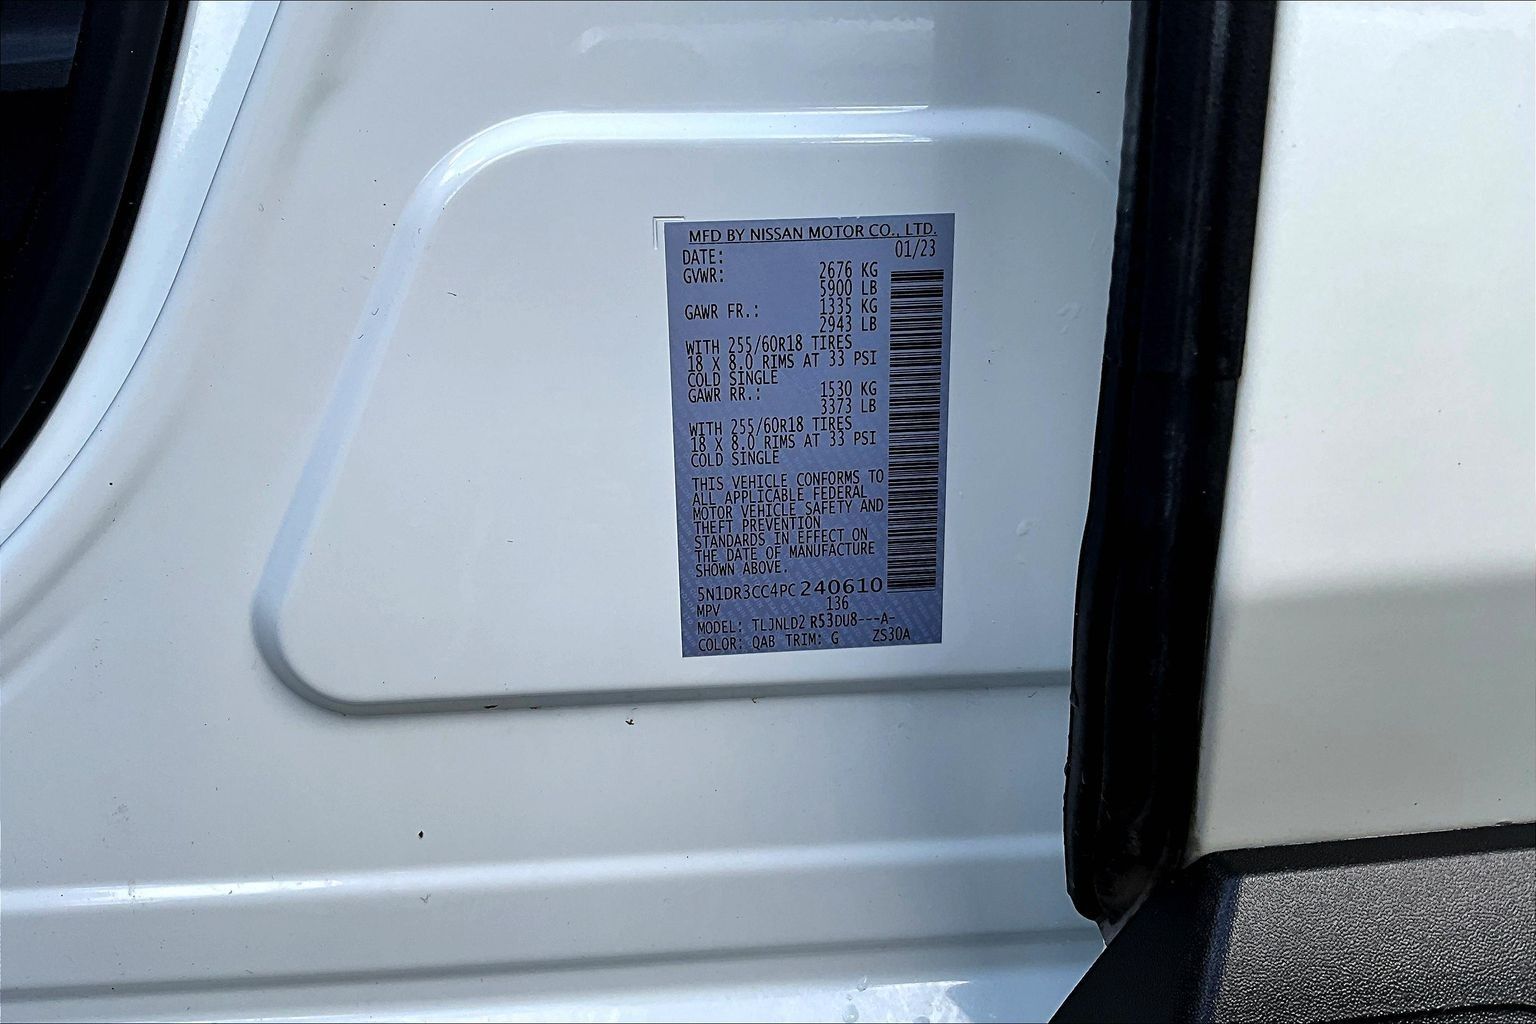 MFD BY NISSAN MOTOR CO., LTD.
DATE: 01/23
GVWR: 2676 KG
5900 LB
GAWR FR.: 1335 KG
2943 LB
WITH 255/60R18 TIRES
18 X 8.0 RIMS AT 33 PSI
COLD SINGLE
GAWR RR.: 1530 KG
3373 LB
WITH 255/60R18 TIRES
18 X 8.0 RIMS AT 33 PSI
COLD SINGLE
THIS VEHICLE CONFORMS TO
ALL APPLICABLE FEDERAL
MOTOR VEHICLE SAFETY AND
THEFT PREVENTION
STANDARDS IN EFFECT ON
THE DATE OF MANUFACTURE
SHOWN ABOVE.
5N1DR3CC4PC240610
MPV 136
MODEL: TLJNLD2 R53DU8---A-
COLOR: QAB TRIM: G ZS30A